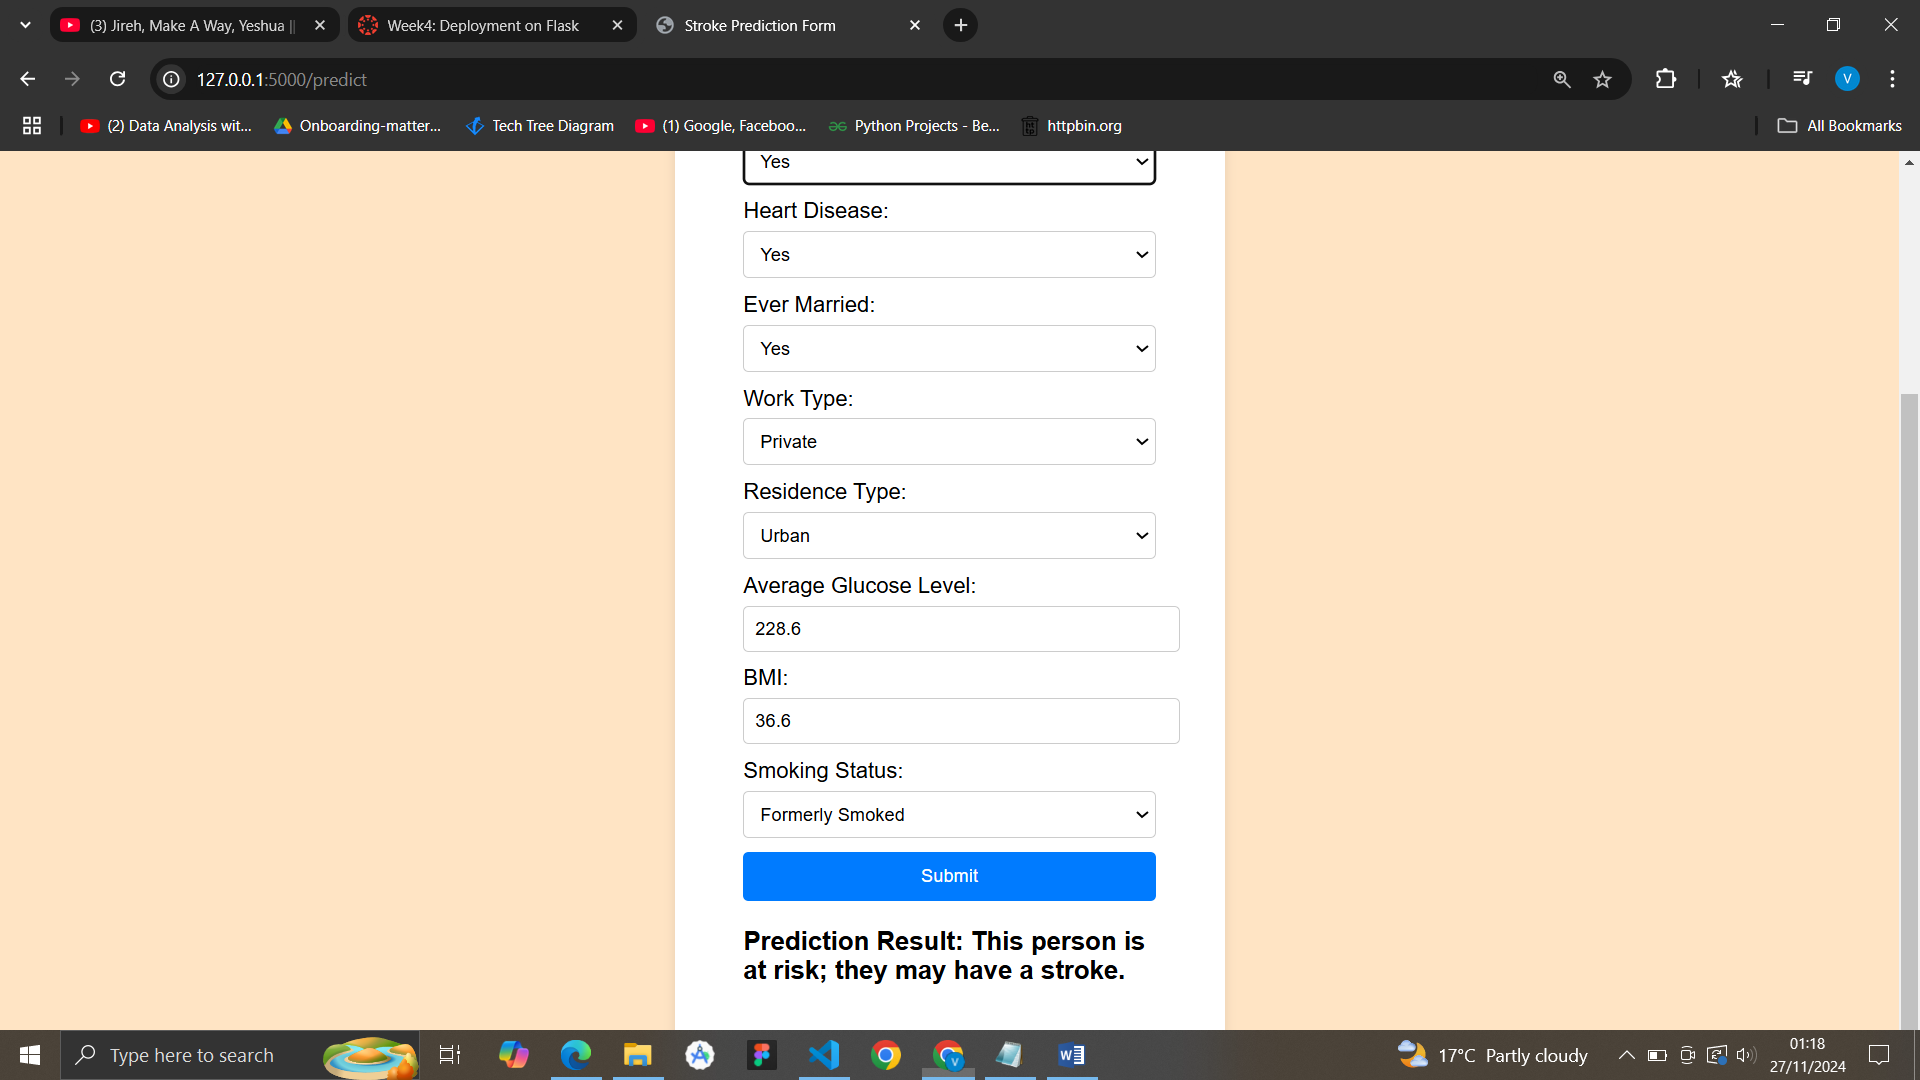 (3) Jireh, Make A Way, Yeshua ||
Week4: Deployment on Flask
Stroke Prediction Form
127.0.0.1:5000/predict
V
(2) Data Analysis wit...
Onboarding-matter...
Tech Tree Diagram
(1) Google, Faceboo...
Python Projects - Be...
httpbin.org
All Bookmarks
Yes
Heart Disease:
Yes
Ever Married:
Yes
Work Type:
Private
Residence Type:
Urban
Average Glucose Level:
228.6
BMI:
36.6
Smoking Status:
Formerly Smoked
Submit
Prediction Result: This person is
at risk; they may have a stroke.
Type here to search
17°C Partly cloudy
01:18
27/11/2024